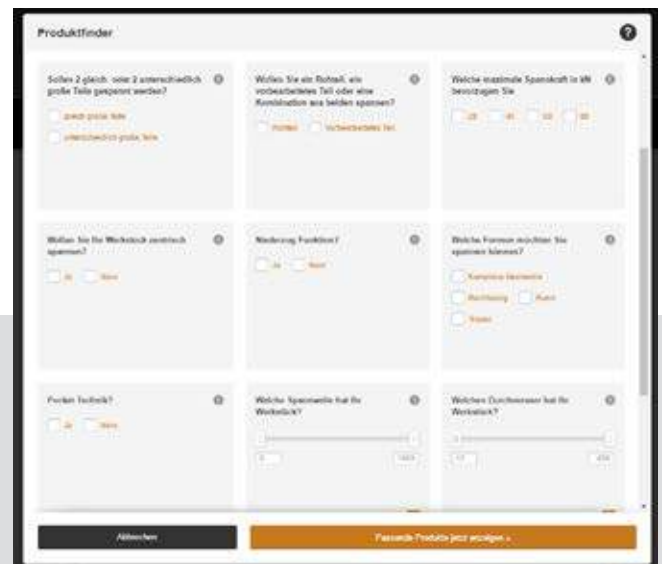 Produktfinder
Sollen 2 gleich oder 2 unterschiedlich
große Teile gespannt werden?
gleich große Teile
unterschiedlich große Teile
Wollen Sie ein Rohteil, ein
vorbearbeitetes Teil oder eine
Kombination aus beiden spannen?
Rohteil
Vorbearbeitetes Teil
Welche maximale Spannkraft in kN
bevorzugen Sie
Wollen Sie Ihr Werkstück zentrisch
spannen?
Ja
Nein
Niederzug Funktion?
Ja
Nein
Welche Formen möchten Sie
spannen können?
Komplexe Geometrie
Rechteckig
Rund
Ja
Nein
Welche Spannweite hat Ihr
Werkstück?
Welchen Durchmesser hat Ihr
Werkstück?
Abbrechen
Passende Produkte jetzt anzeigen »